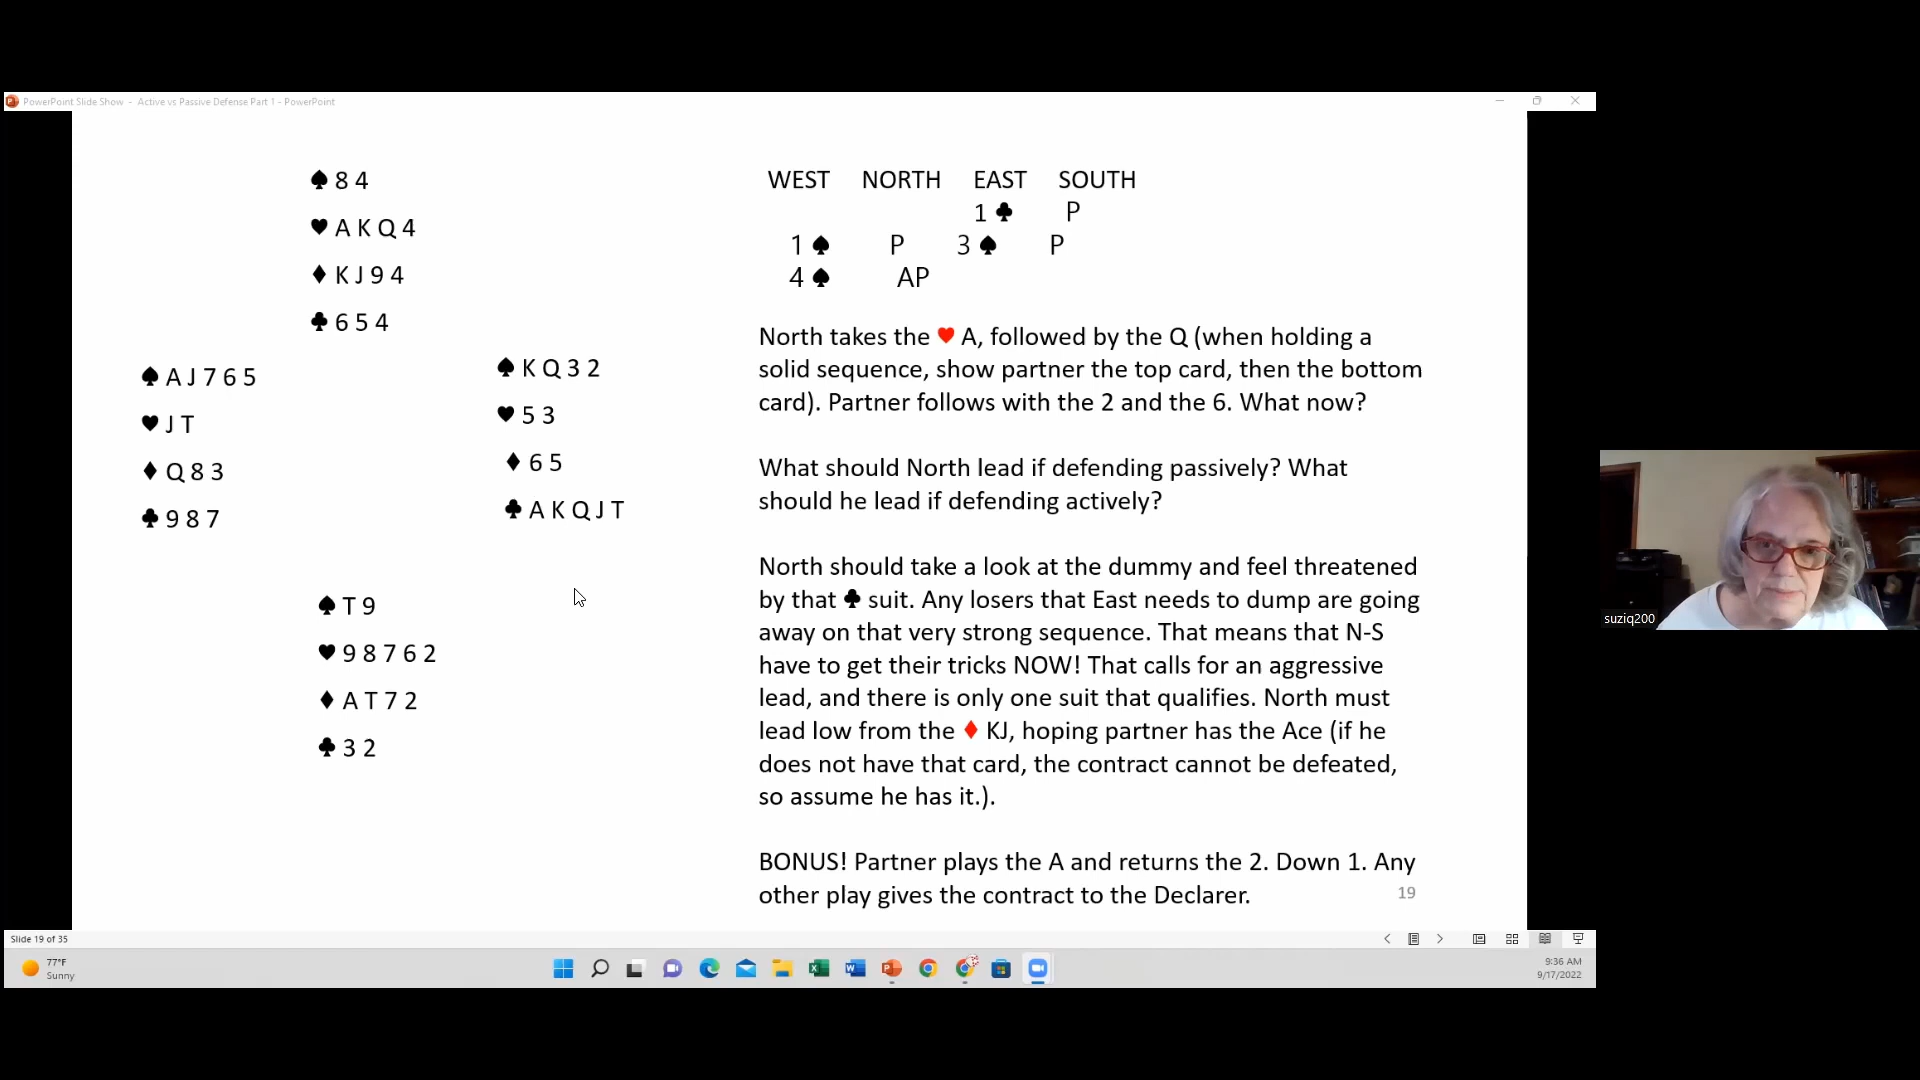 PowerPoint Slide Show - Active vs Passive Defense Part 1 - PowerPoint
♠ 8 4
♥ A K Q 4
♦ K J 9 4
♣ 6 5 4
♠ A J 7 6 5
♥ J T
♦ Q 8 3
♣ 9 8 7
♠ K Q 3 2
♥ 5 3
♦ 6 5
♣ A K Q J T
♠ T 9
♥ 9 8 7 6 2
♦ A T 7 2
♣ 3 2
WEST NORTH EAST SOUTH
1 ♣ P
1 ♠ P 3 ♠ P
4 ♠ AP
North takes the ♥ A, followed by the Q (when holding a
solid sequence, show partner the top card, then the bottom
card). Partner follows with the 2 and the 6. What now?
What should North lead if defending passively? What
should he lead if defending actively?
North should take a look at the dummy and feel threatened
by that ♣ suit. Any losers that East needs to dump are going
away on that very strong sequence. That means that N-S
have to get their tricks NOW! That calls for an aggressive
lead, and there is only one suit that qualifies. North must
lead low from the ♦ KJ, hoping partner has the Ace (if he
does not have that card, the contract cannot be defeated,
so assume he has it.).
BONUS! Partner plays the A and returns the 2. Down 1. Any
other play gives the contract to the Declarer.
19
suziq200
Slide 19 of 35
77°F
Sunny
9:36 AM
9/17/2022